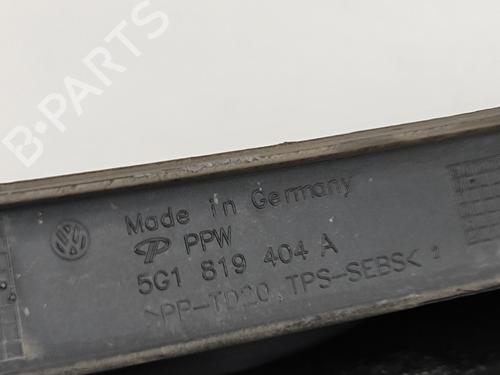 B-PARTS
Made in Germany
PPW
5G1 819 404 A
>PP-TD20 TPS-SEBS<